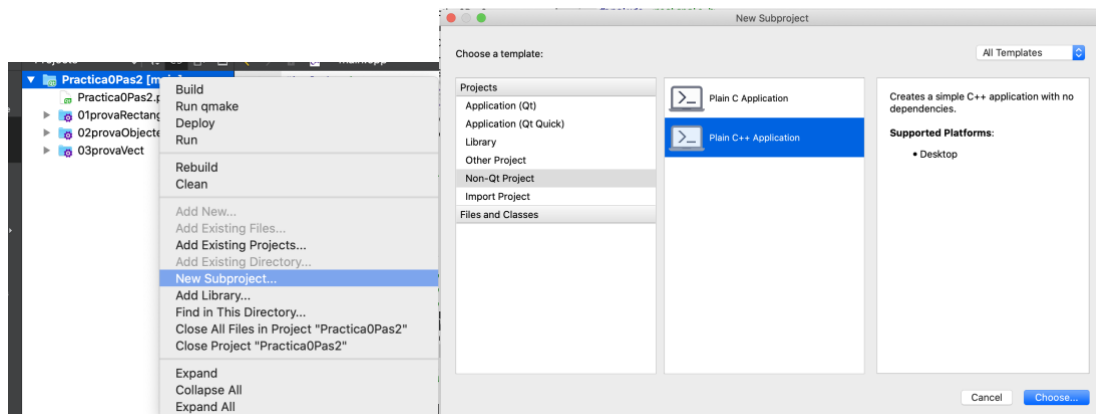 Practica0Pas2
Practica0Pas2.p
01provaRectang
02provaObjecte
03provaVect
Build
Run qmake
Deploy
Run
Rebuild
Clean
Add New...
Add Existing Files...
Add Existing Projects...
Add Existing Directory...
New Subproject...
Add Library...
Find in This Directory...
Close All Files in Project "Practica0Pas2"
Close Project "Practica0Pas2"
Expand
Collapse All
Expand All
New Subproject
Choose a template:
All Templates
Projects
Application (Qt)
Application (Qt Quick)
Library
Other Project
Non-Qt Project
Import Project
Files and Classes
Plain C Application
Plain C++ Application
Creates a simple C++ application with no
dependencies.
Supported Platforms:
• Desktop
Cancel
Choose...